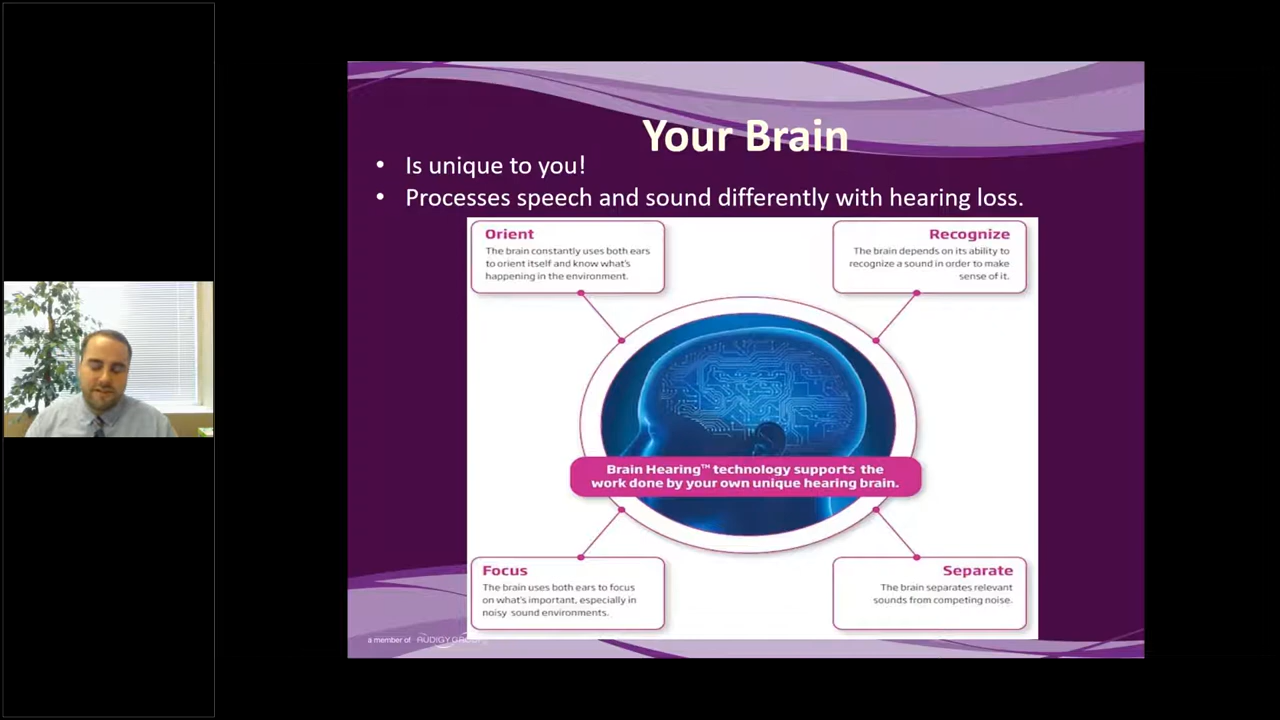 Your Brain
• Is unique to you!
• Processes speech and sound differently with hearing loss.
Orient
The brain constantly uses both ears
to orient itself and know what's
happening in the environment.
Recognize
The brain depends on its ability to
recognize a sound in order to make
sense of it.
Brain Hearing™ technology supports the
work done by your own unique hearing brain.
Focus
The brain uses both ears to focus
on what's important, especially in
noisy sound environments.
Separate
The brain separates relevant
sounds from competing noise.
a member of AUDIGY GROUP